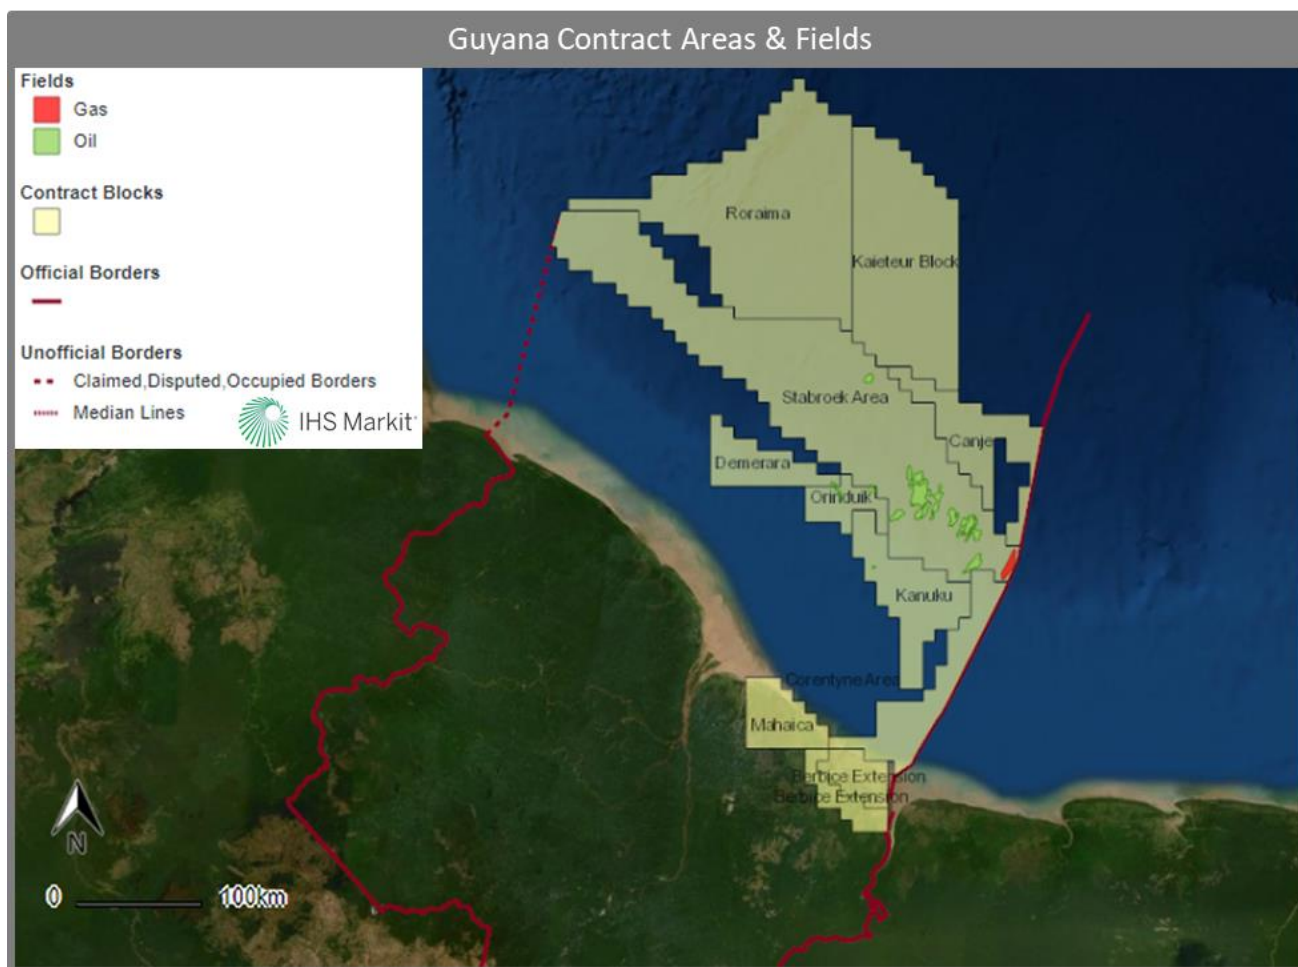 Guyana Contract Areas & Fields
Fields
Gas
Oil
Contract Blocks
Official Borders
Unofficial Borders
Claimed,Disputed,Occupied Borders
Median Lines
IHS Markit
Roraima
Kaieteur Block
Stabroek Area
Canje
Demerara
Orinduik
Kanuku
Corentyne Area
Mahaica
Berbice Extension
Berbice Extension
N
0 100km